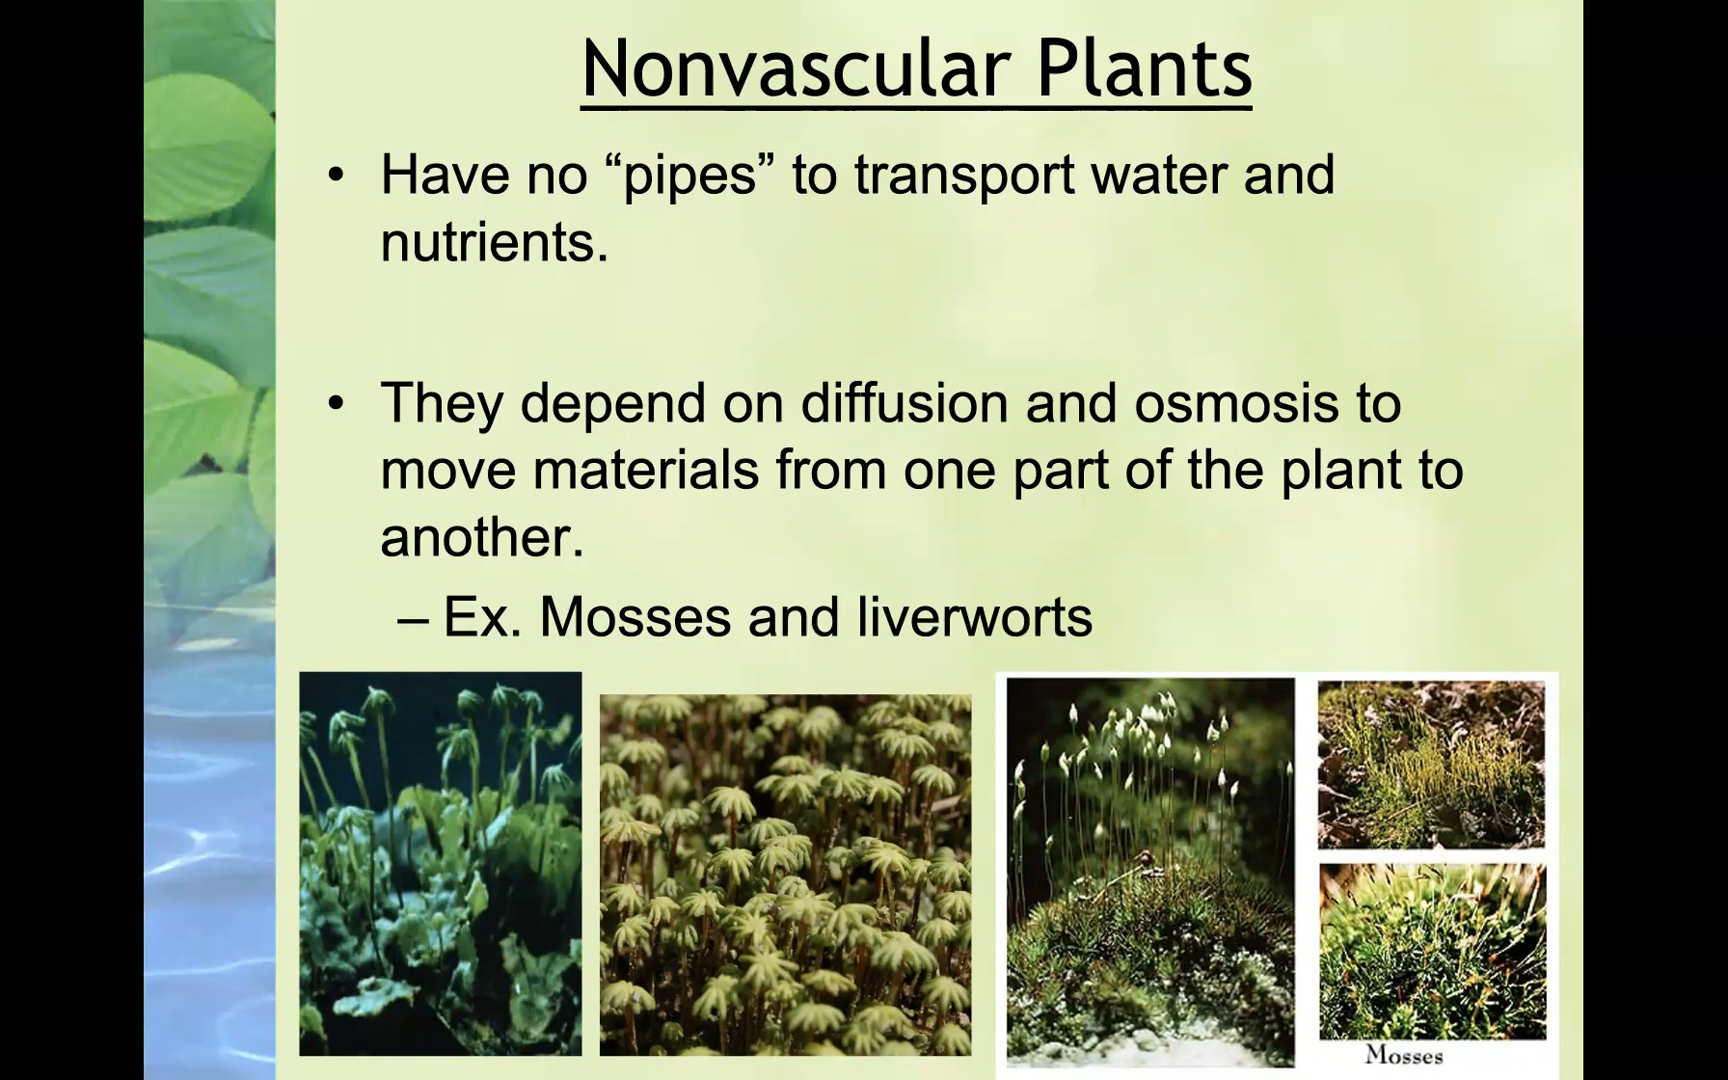 Nonvascular Plants
• Have no “pipes” to transport water and
nutrients.
• They depend on diffusion and osmosis to
move materials from one part of the plant to
another.
– Ex. Mosses and liverworts
Mosses